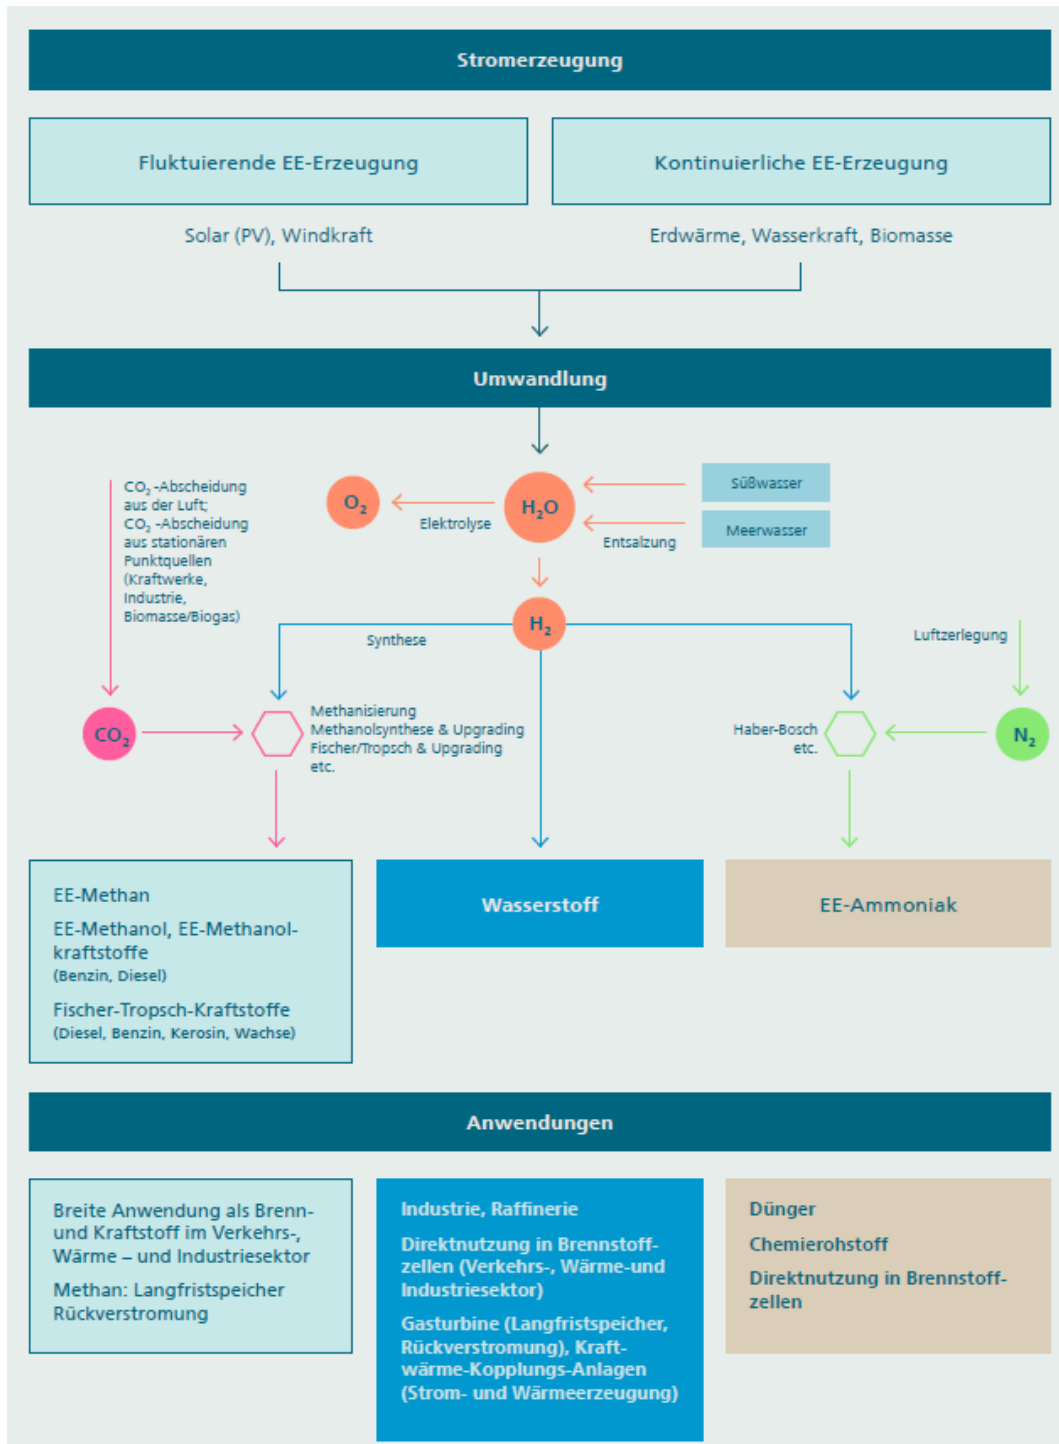 Stromerzeugung
Fluktuierende EE-Erzeugung
Kontinuierliche EE-Erzeugung
Solar (PV), Windkraft
Erdwärme, Wasserkraft, Biomasse
Umwandlung
CO₂ -Abscheidung
aus der Luft;
CO₂ -Abscheidung
aus stationären
Punktquellen
(Kraftwerke,
Industrie,
Biomasse/Biogas)
O₂
Elektrolyse
H₂O
Süßwasser
Meerwasser
Entsalzung
H₂
Synthese
Luftzerlegung
CO₂
Methanisierung
Methanolsynthese & Upgrading
Fischer/Tropsch & Upgrading
etc.
Haber-Bosch
etc.
N₂
EE-Methan
EE-Methanol, EE-Methanol-
kraftstoffe
(Benzin, Diesel)
Fischer-Tropsch-Kraftstoffe
(Diesel, Benzin, Kerosin, Wachse)
Wasserstoff
EE-Ammoniak
Anwendungen
Breite Anwendung als Brenn-
und Kraftstoff im Verkehrs-,
Wärme – und Industriesektor
Methan: Langfristspeicher
Rückverstromung
Industrie, Raffinerie
Direktnutzung in Brennstoff-
zellen (Verkehrs-, Wärme-und
Industriesektor)
Gasturbine (Langfristspeicher,
Rückverstromung), Kraft-
wärme-Kopplungs-Anlagen
(Strom- und Wärmeerzeugung)
Dünger
Chemierohstoff
Direktnutzung in Brennstoff-
zellen